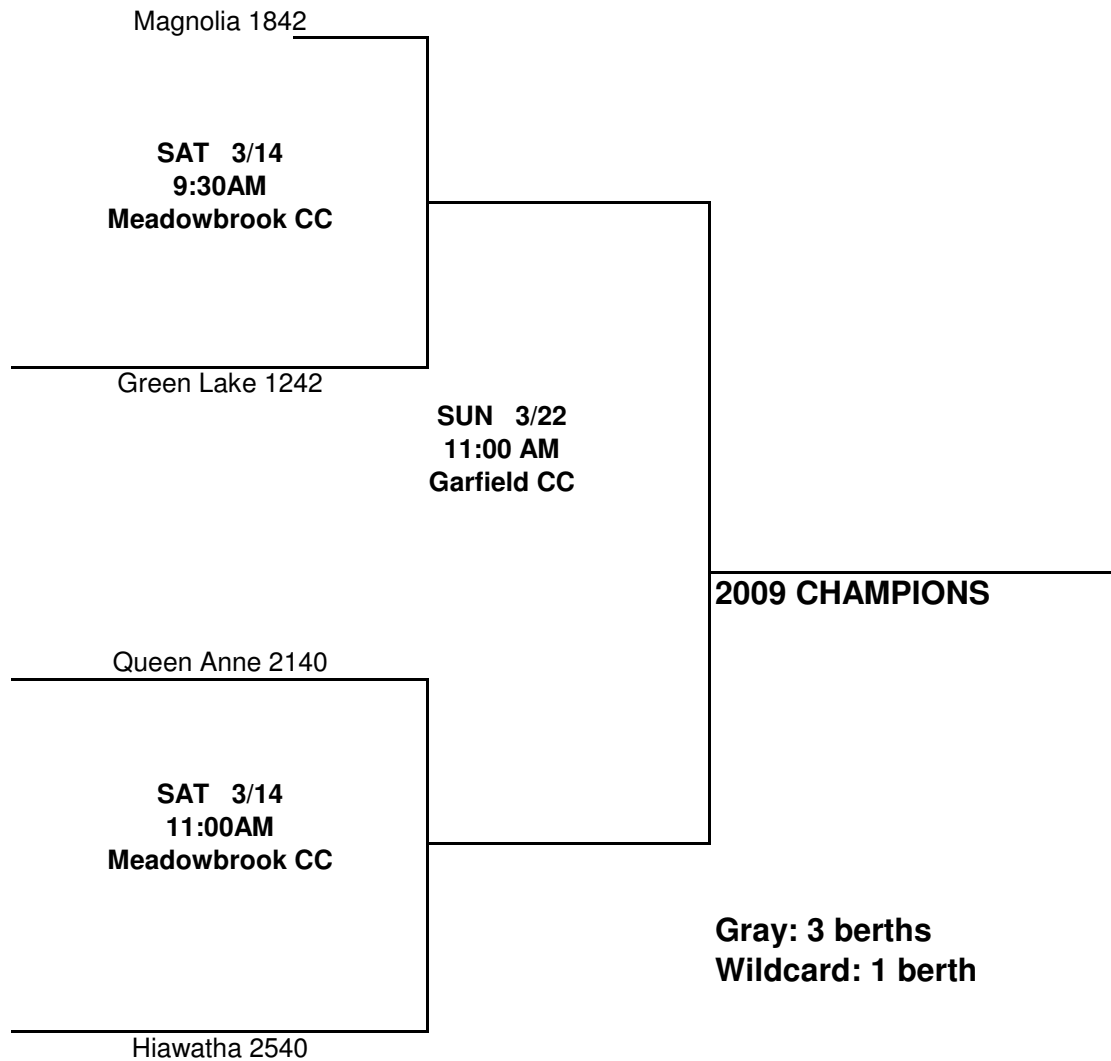 Magnolia 1842
SAT 3/14
9:30AM
Meadowbrook CC
Green Lake 1242
SUN 3/22
11:00 AM
Garfield CC
2009 CHAMPIONS
Queen Anne 2140
SAT 3/14
11:00AM
Meadowbrook CC
Gray: 3 berths
Wildcard: 1 berth
Hiawatha 2540